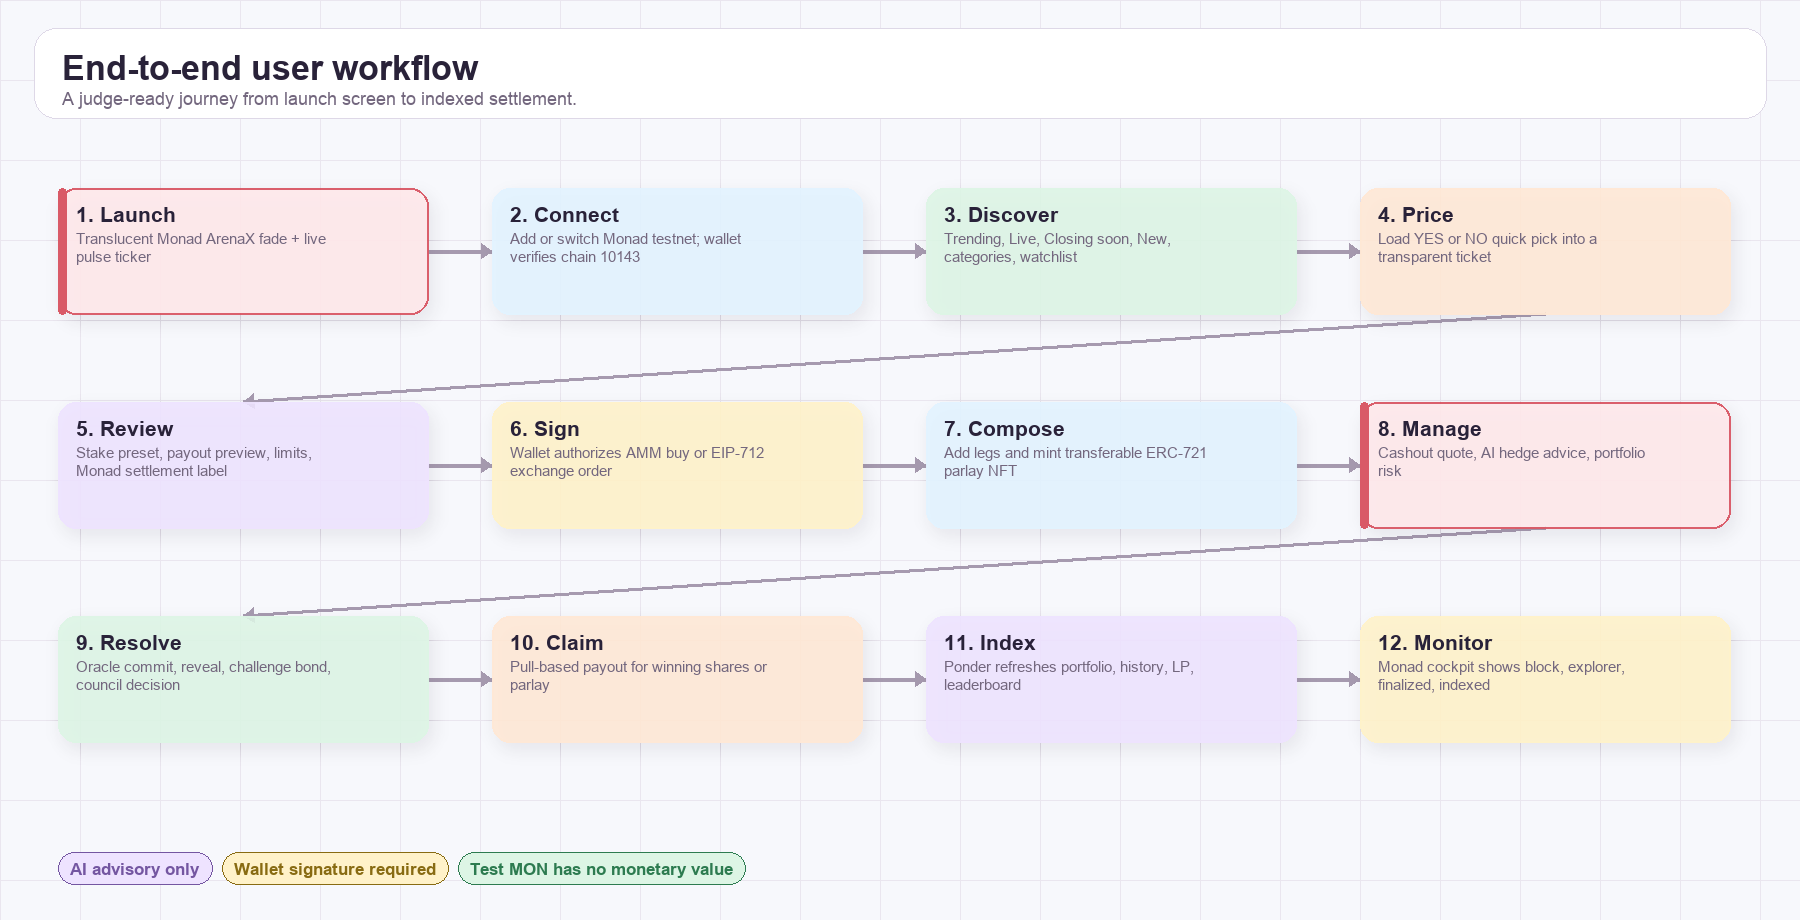 End-to-end user workflow
A judge-ready journey from launch screen to indexed settlement.
1. Launch
Translucent Monad ArenaX fade + live
pulse ticker
2. Connect
Add or switch Monad testnet; wallet
verifies chain 10143
3. Discover
Trending, Live, Closing soon, New,
categories, watchlist
4. Price
Load YES or NO quick pick into a
transparent ticket
5. Review
Stake preset, payout preview, limits,
Monad settlement label
6. Sign
Wallet authorizes AMM buy or EIP-712
exchange order
7. Compose
Add legs and mint transferable ERC-721
parlay NFT
8. Manage
Cashout quote, AI hedge advice, portfolio
risk
9. Resolve
Oracle commit, reveal, challenge bond,
council decision
10. Claim
Pull-based payout for winning shares or
parlay
11. Index
Ponder refreshes portfolio, history, LP,
leaderboard
12. Monitor
Monad cockpit shows block, explorer,
finalized, indexed
AI advisory only
Wallet signature required
Test MON has no monetary value